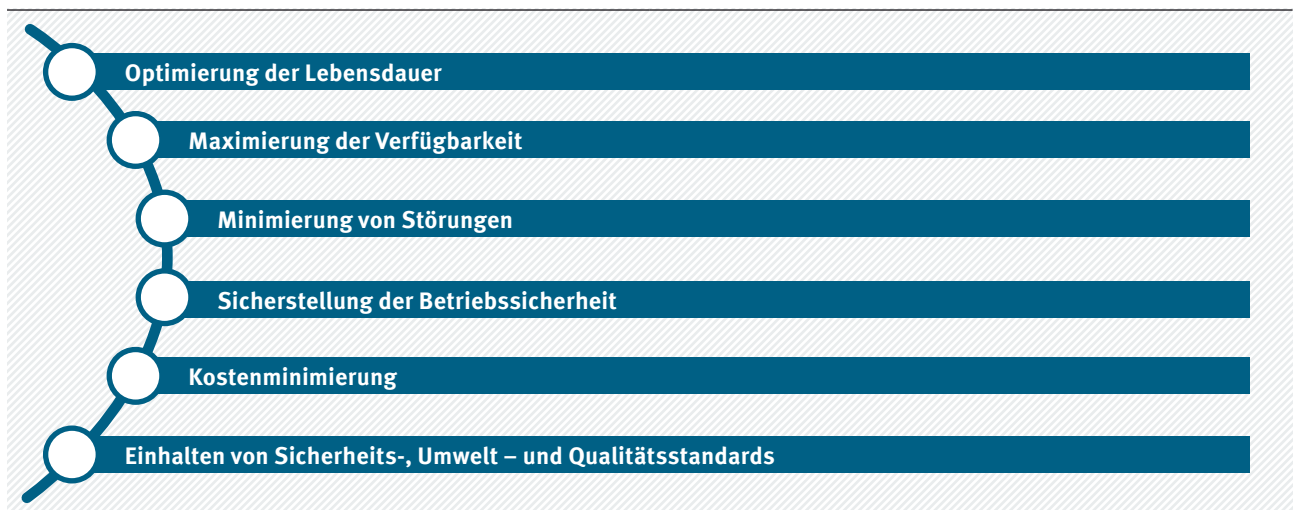 Optimierung der Lebensdauer
Maximierung der Verfügbarkeit
Minimierung von Störungen
Sicherstellung der Betriebssicherheit
Kostenminimierung
Einhalten von Sicherheits-, Umwelt – und Qualitätsstandards